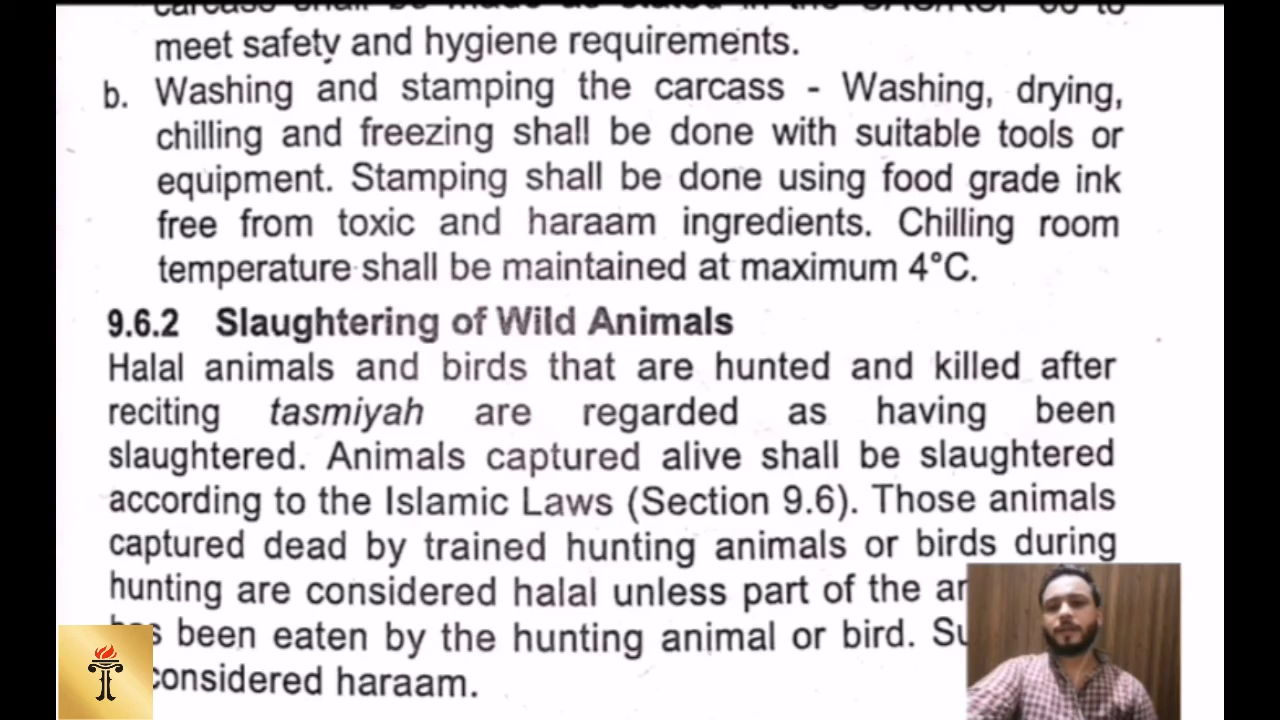 meet safety and hygiene requirements.
b. Washing and stamping the carcass - Washing, drying,
chilling and freezing shall be done with suitable tools or
equipment. Stamping shall be done using food grade ink
free from toxic and haraam ingredients. Chilling room
temperature shall be maintained at maximum 4°C.
9.6.2 Slaughtering of Wild Animals
Halal animals and birds that are hunted and killed after
reciting tasmiyah are regarded as having been
slaughtered. Animals captured alive shall be slaughtered
according to the Islamic Laws (Section 9.6). Those animals
captured dead by trained hunting animals or birds during
hunting are considered halal unless part of the
been eaten by the hunting animal or bird.
considered haraam.